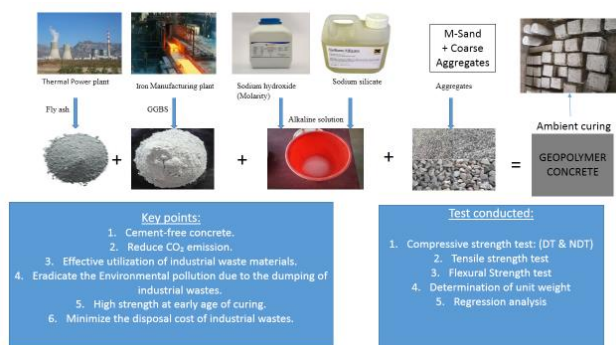 M-Sand
+ Coarse
Aggregates
Thermal Power plant
Iron Manufacturing plant
Sodium hydroxide
(Molarity)
Sodium silicate
Aggregates
Fly ash
GGBS
Alkaline solution
Ambient curing
+
+
+
=
GEOPOLYMER
CONCRETE
Key points:
1. Cement-free concrete.
2. Reduce CO₂ emission.
3. Effective utilization of industrial waste materials.
4. Eradicate the Environmental pollution due to the dumping of
industrial wastes.
5. High strength at early age of curing.
6. Minimize the disposal cost of industrial wastes.
Test conducted:
1. Compressive strength test: (DT & NDT)
2. Tensile strength test
3. Flexural Strength test
4. Determination of unit weight
5. Regression analysis